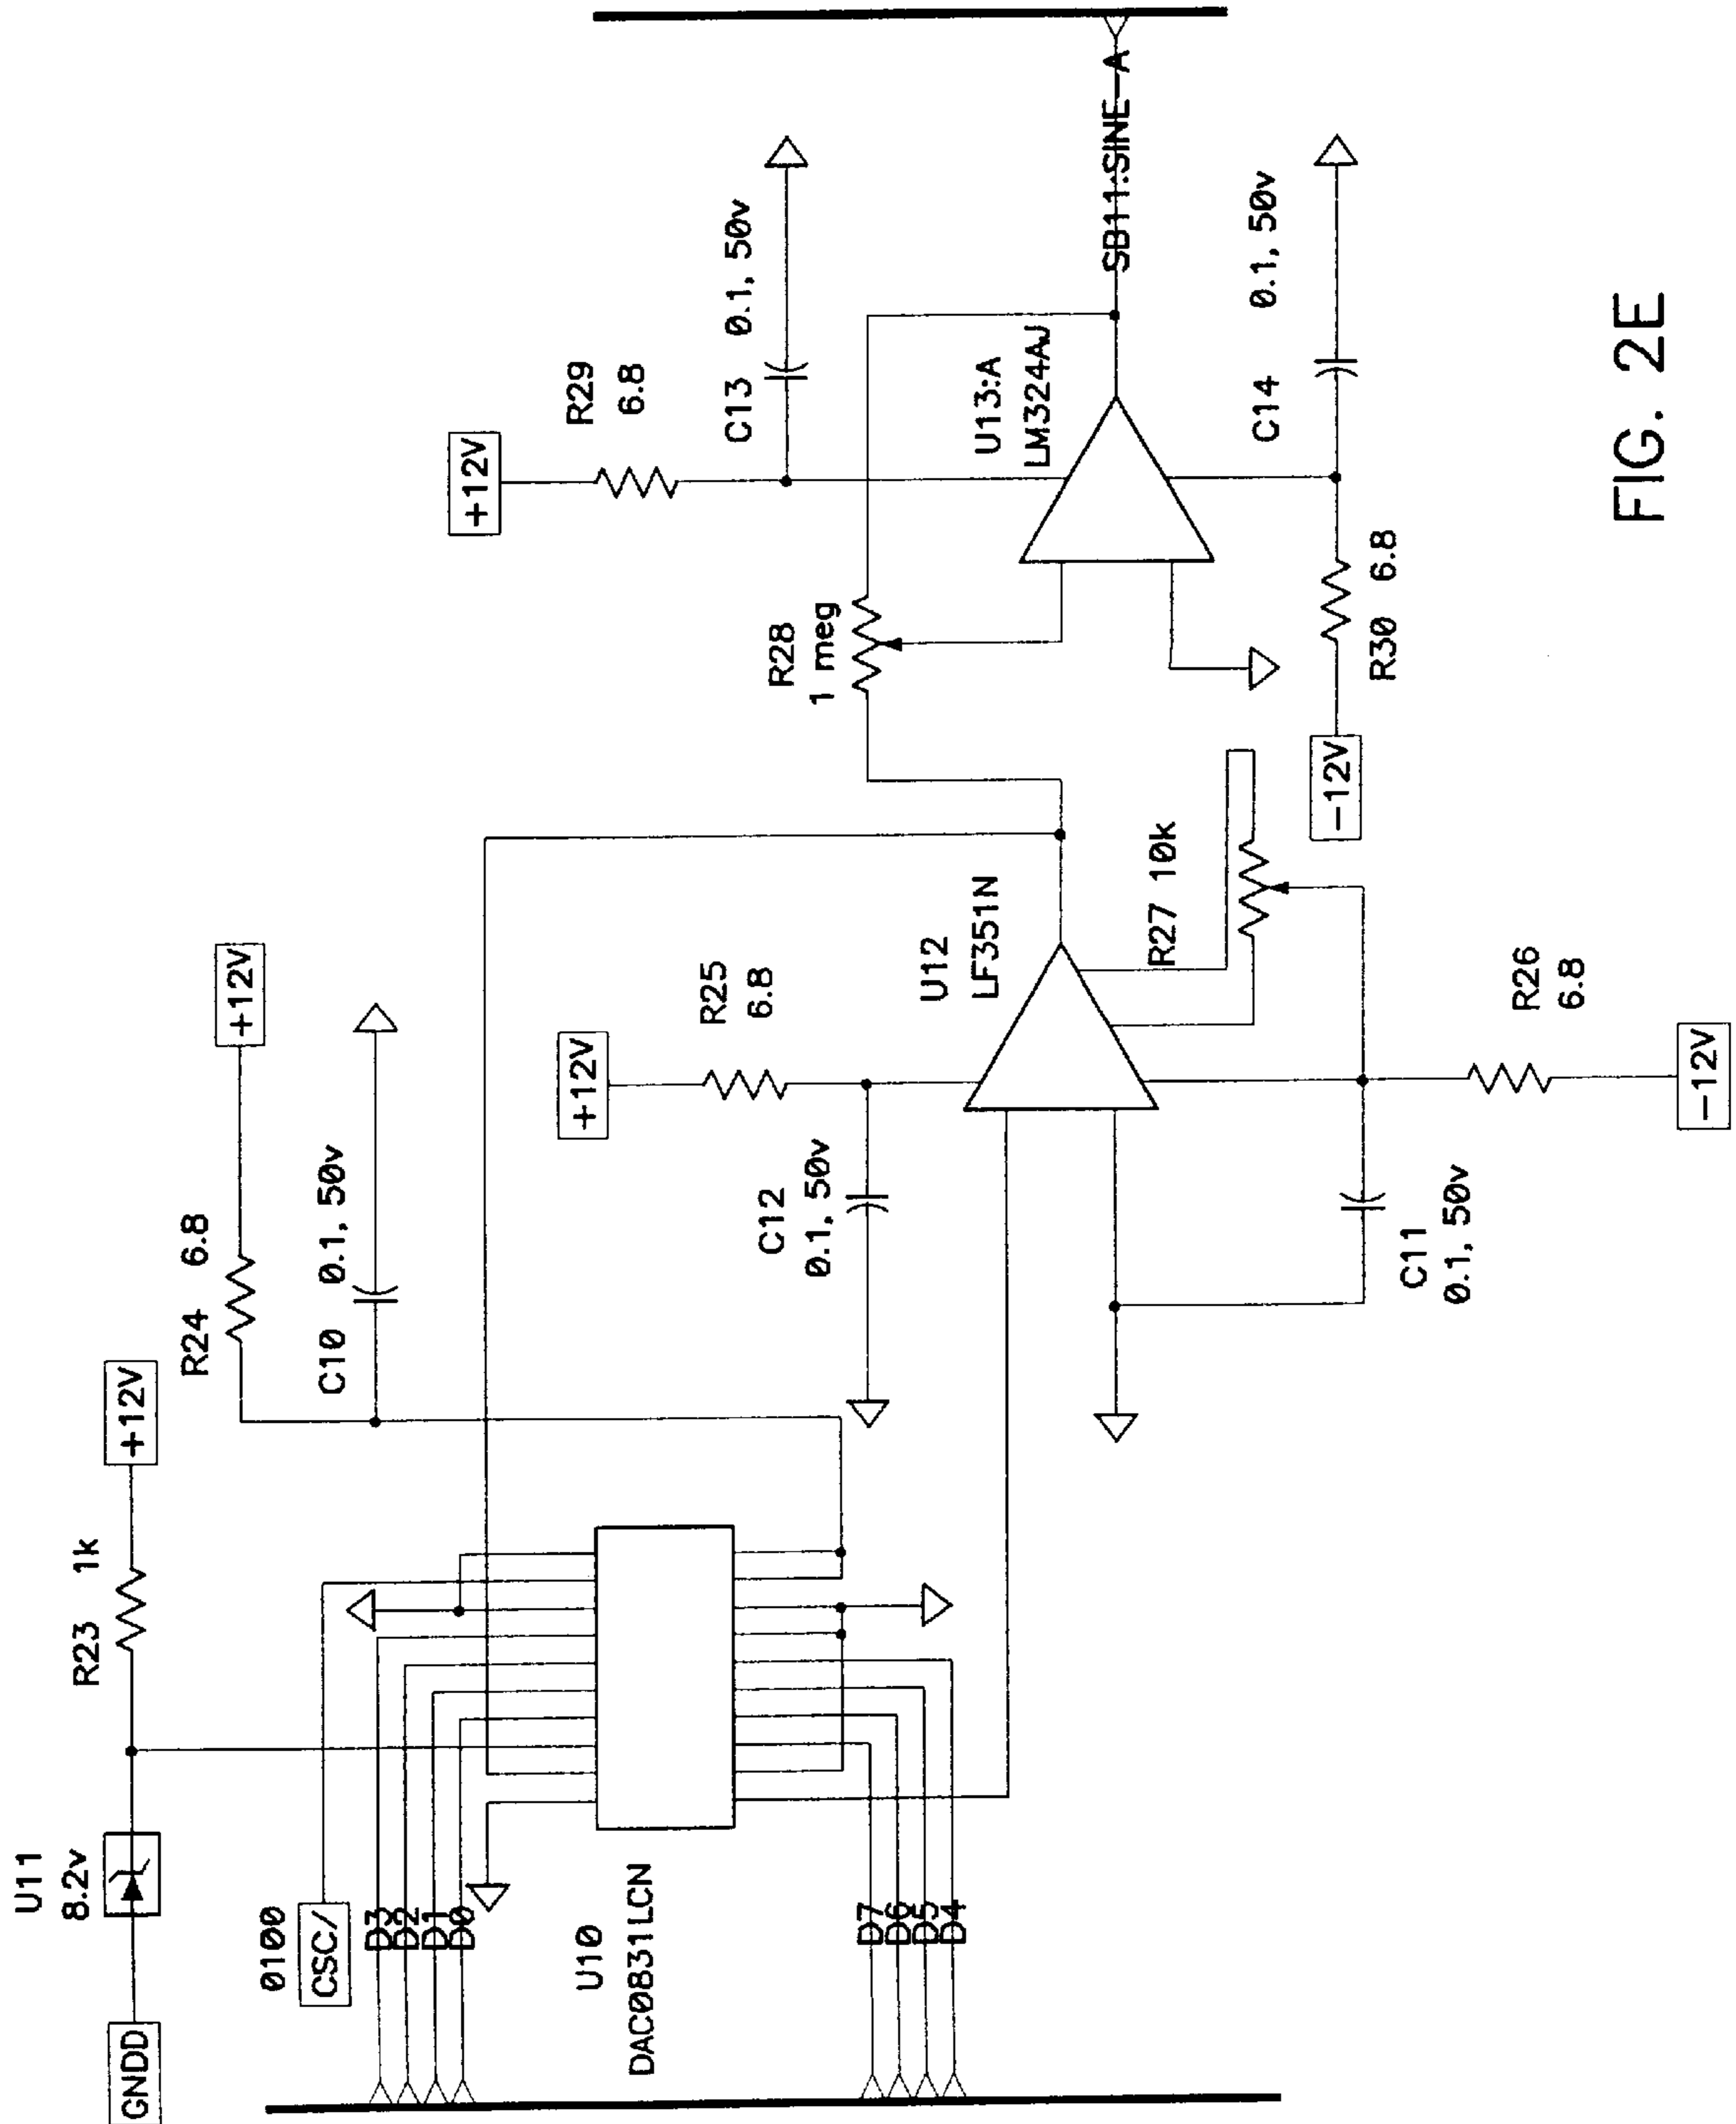 GNDD
U11
8.2v
R23 1k
+12V
0100
CSC/
D3
D2
D1
D0
R24 6.8
+12V
C10 0.1, 50v
U10
DAC0831LCN
D7
D6
D5
D4
+12V
R25
6.8
C12
0.1, 50v
U12
LF351N
R27 10k
C11
0.1, 50v
R26
6.8
-12V
+12V
R29
6.8
C13 0.1, 50v
R28
1 meg
U13:A
LM324AJ
SB11:SINE-A
C14 0.1, 50v
R30 6.8
-12V
FIG. 2E